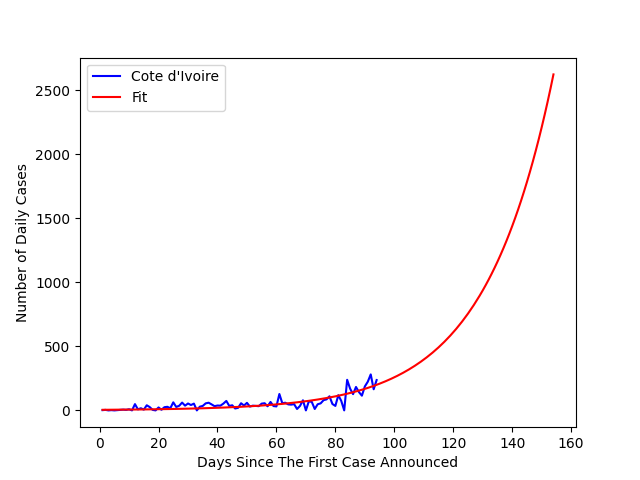 Cote d'Ivoire
Fit
Number of Daily Cases
2500
2000
1500
1000
500
0
0 20 40 60 80 100 120 140 160
Days Since The First Case Announced